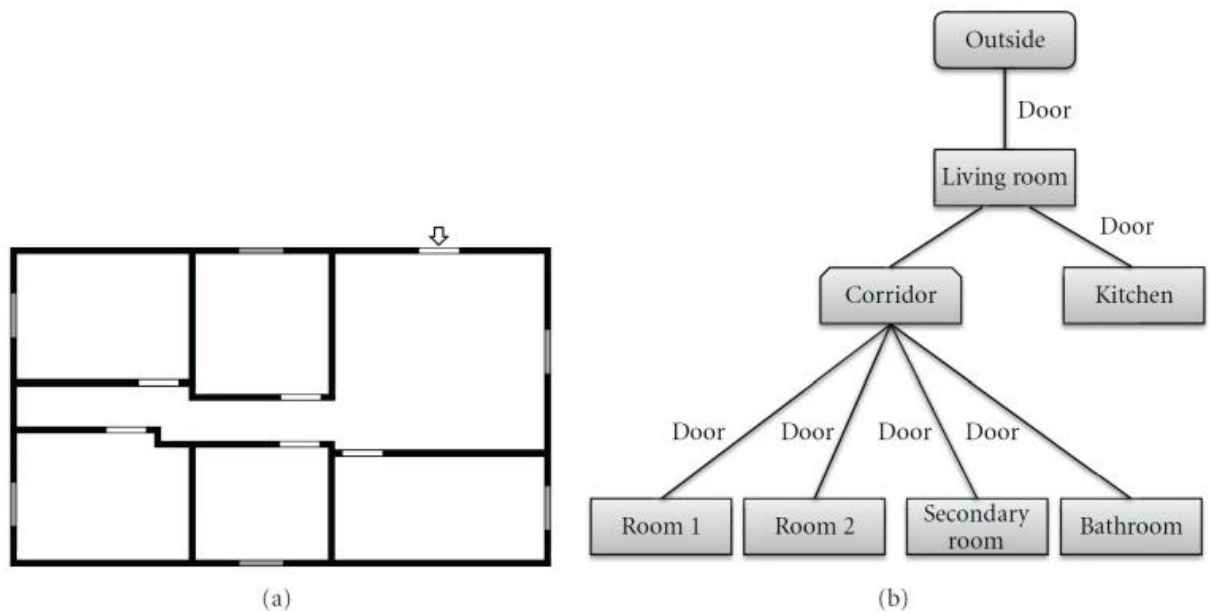 Outside
Door
Living room
Door
Corridor
Kitchen
Door
Door
Door
Door
Room 1
Room 2
Secondary
room
Bathroom
(a)
(b)